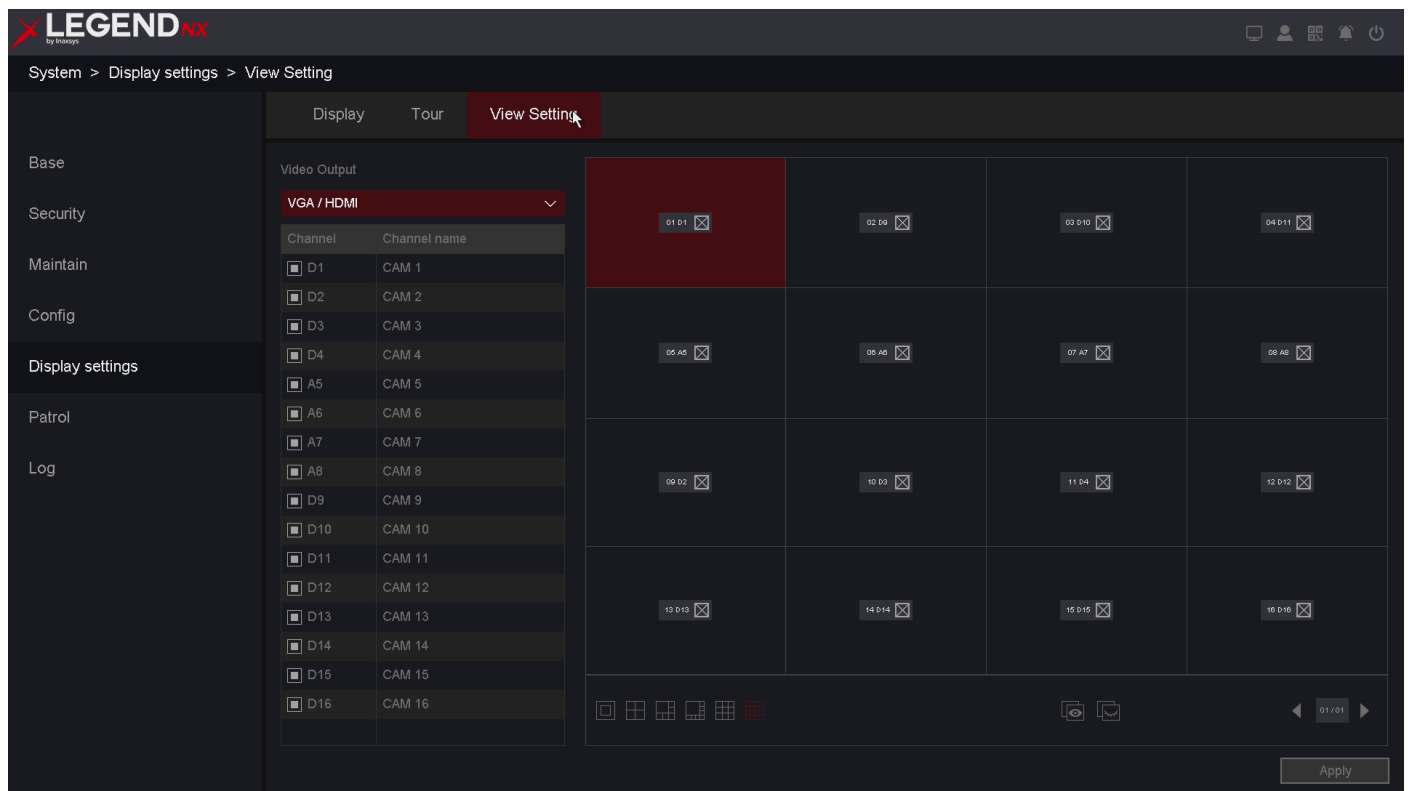 LEGEND NX
by Inaxsys
System > Display settings > View Setting
Display Tour View Setting
Base
Security
Maintain
Config
Display settings
Patrol
Log
Video Output
VGA / HDMI
Channel Channel name
D1 CAM 1
D2 CAM 2
D3 CAM 3
D4 CAM 4
A5 CAM 5
A6 CAM 6
A7 CAM 7
A8 CAM 8
D9 CAM 9
D10 CAM 10
D11 CAM 11
D12 CAM 12
D13 CAM 13
D14 CAM 14
D15 CAM 15
D16 CAM 16
01 D1 02 D9 03 D10 04 D11
05 A5 06 A6 07 A7 08 A8
09 D2 10 D3 11 D4 12 D12
13 D13 14 D14 15 D15 16 D16
01 / 01
Apply